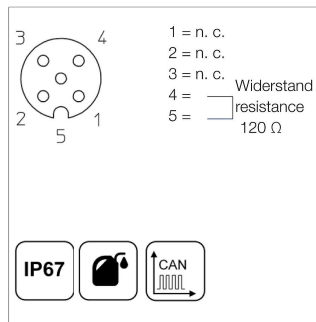 3 4
2 1
5
1 = n. c.
2 = n. c.
3 = n. c.
4 =
5 =
Widerstand
resistance
120 Ω
IP67
CAN